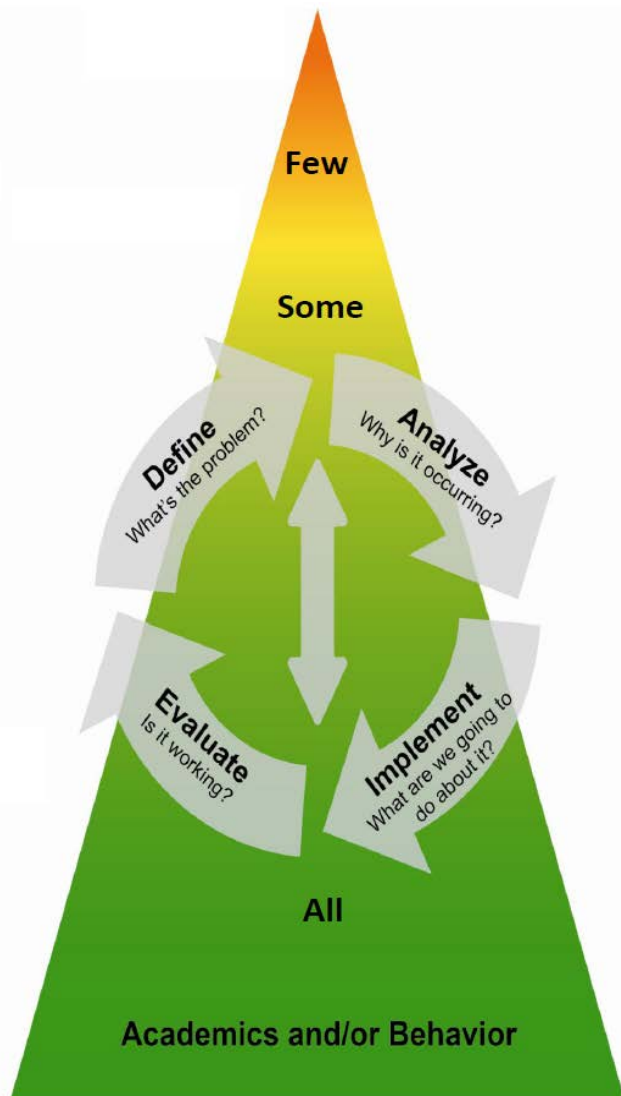 Few
Some
Define
What's the problem?
Analyze
Why is it occurring?
Implement
What are we going to
do about it?
Evaluate
Is it working?
All
Academics and/or Behavior